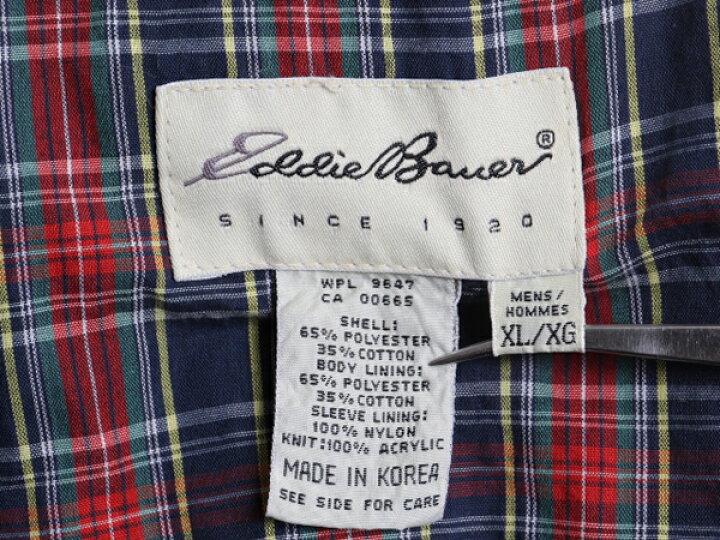 Eddie Bauer®
SINCE 1920
WPL 9647
CA 00665
SHELL:
65% POLYESTER
35% COTTON
BODY LINING:
65% POLYESTER
35% COTTON
SLEEVE LINING:
100% NYLON
KNIT:100% ACRYLIC
MADE IN KOREA
SEE SIDE FOR CARE
MENS/
HOMMES
XL/XG